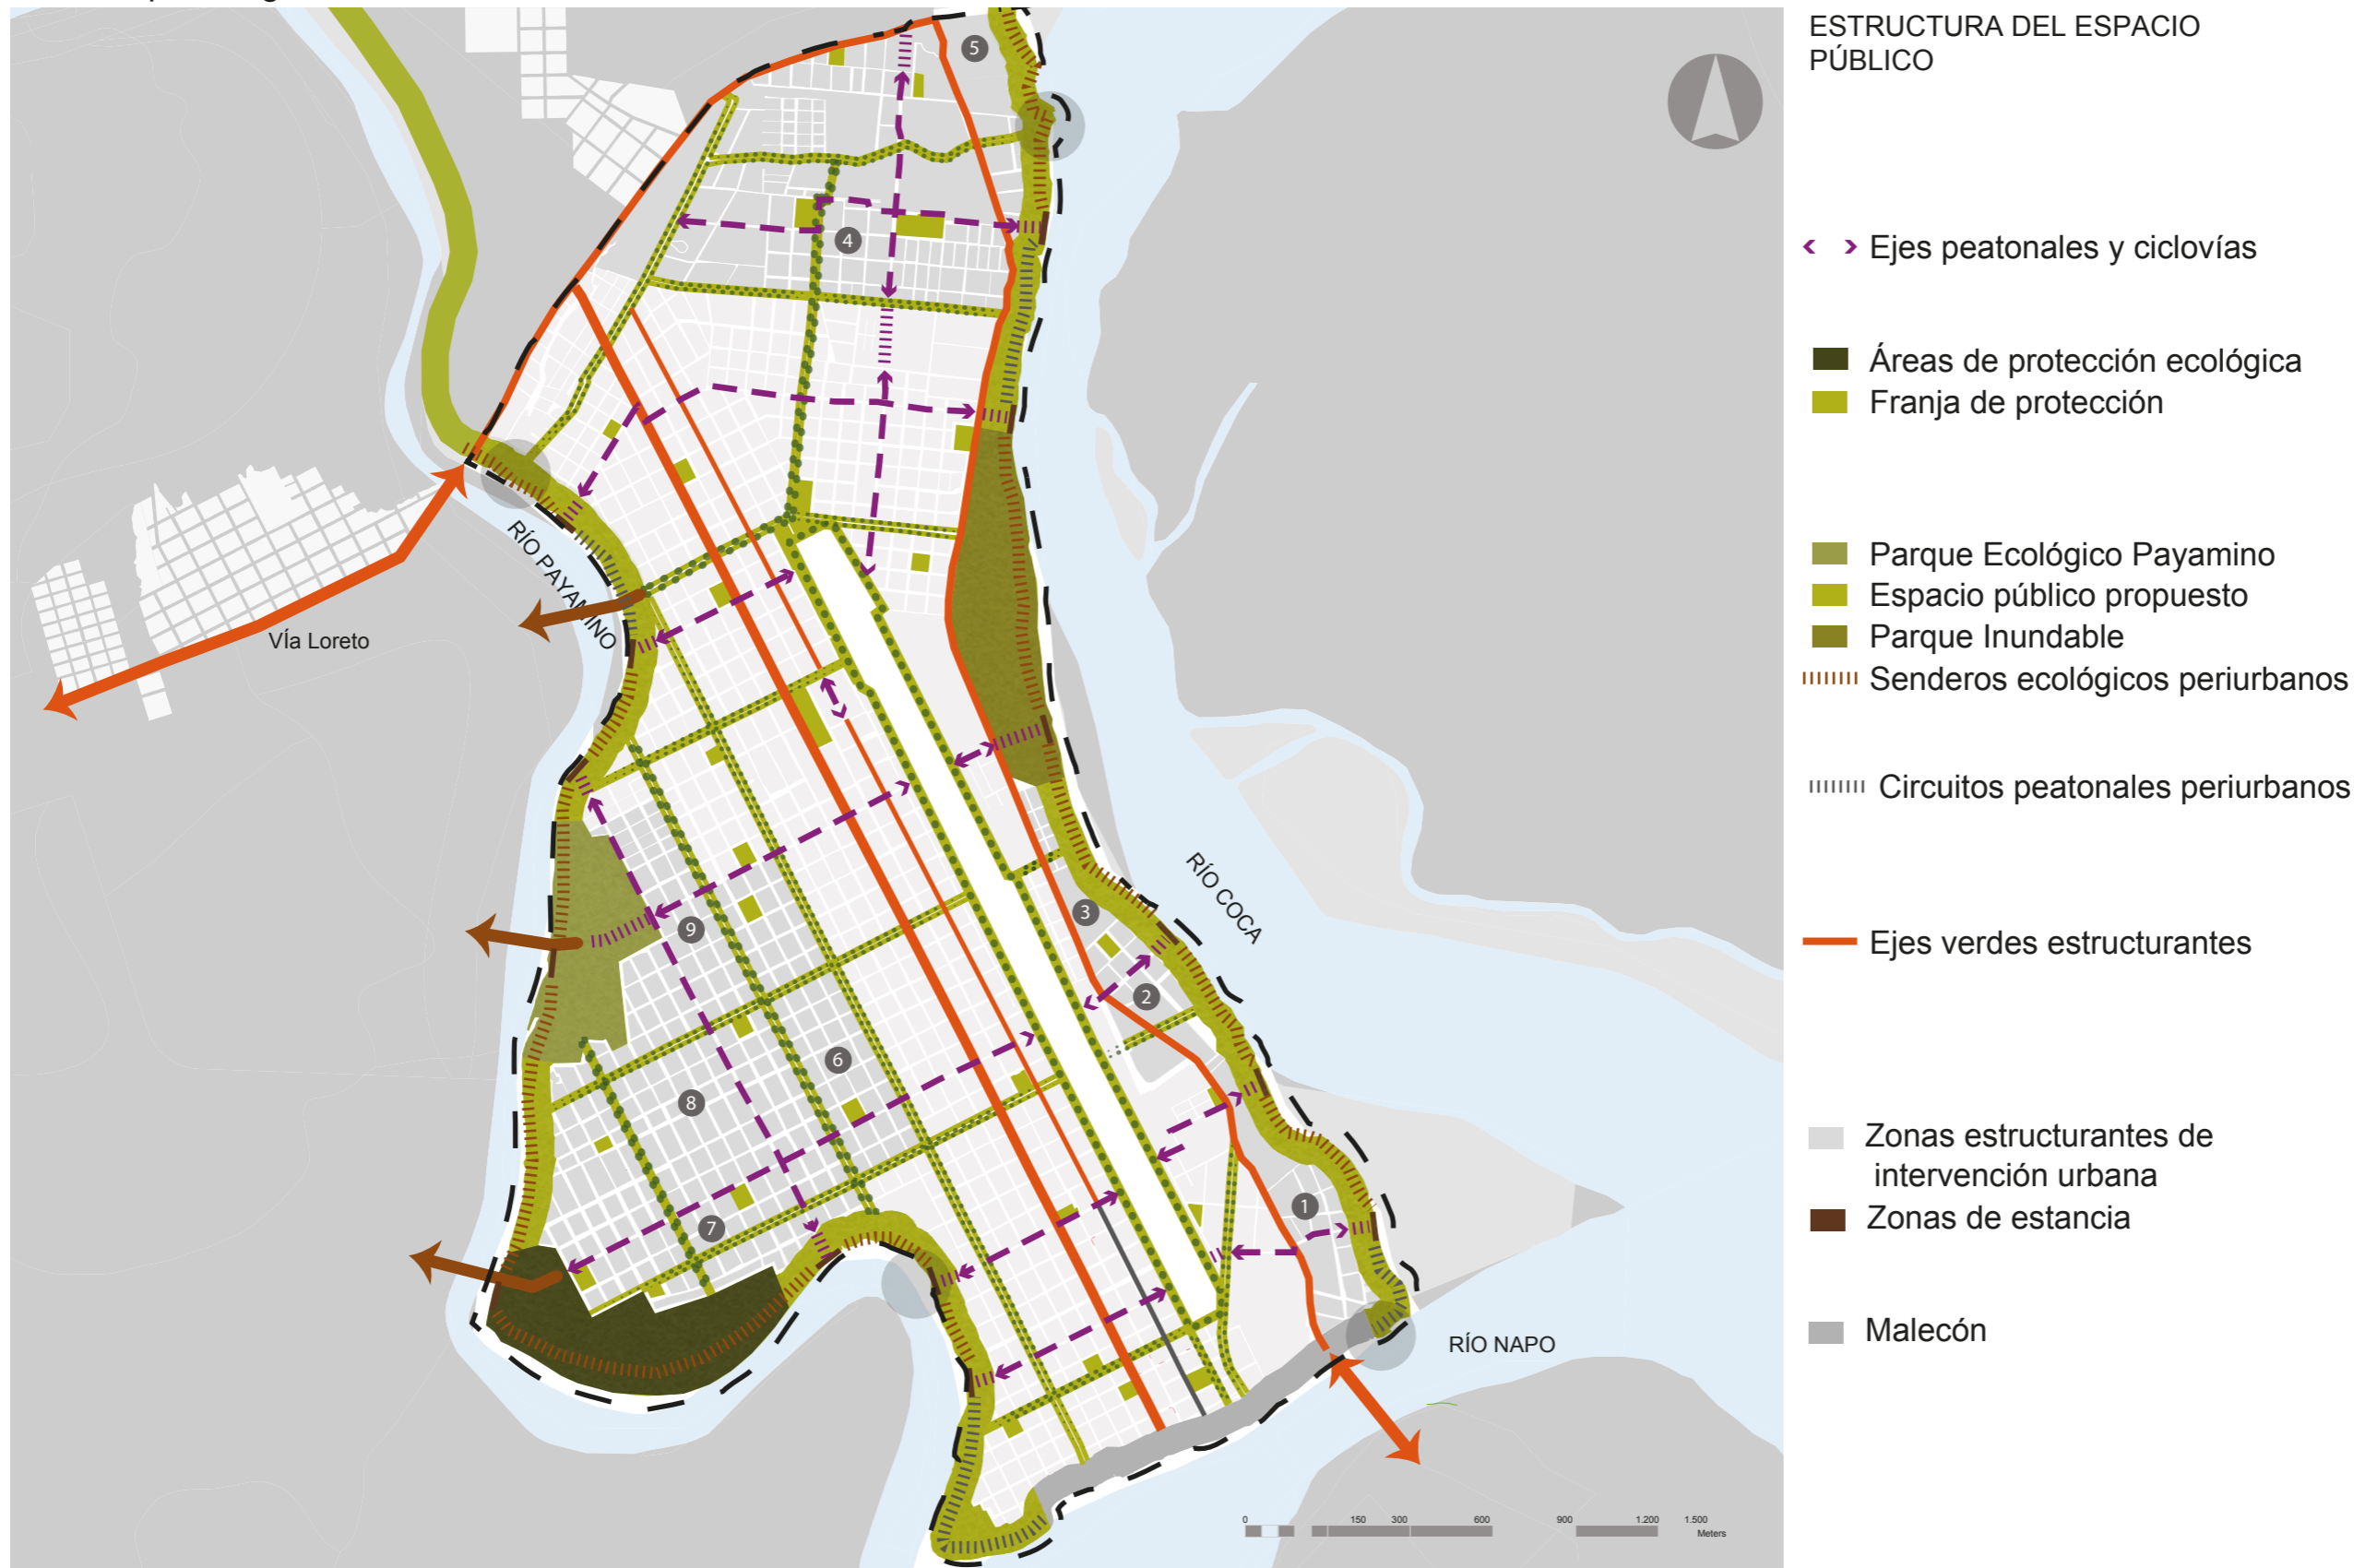 ESTRUCTURA DEL ESPACIO
PÚBLICO
Ejes peatonales y ciclovías
Áreas de protección ecológica
Franja de protección
Parque Ecológico Payamino
Espacio público propuesto
Parque Inundable
Senderos ecológicos periurbanos
Circuitos peatonales periurbanos
Ejes verdes estructurantes
Zonas estructurantes de
intervención urbana
Zonas de estancia
Malecón
5
4
RÍO PAYAMINO
VÍa Loreto
RÍO COCA
3
9
2
6
8
1
7
RÍO NAPO
0 150 300 600 900 1.200 1.500
Meters